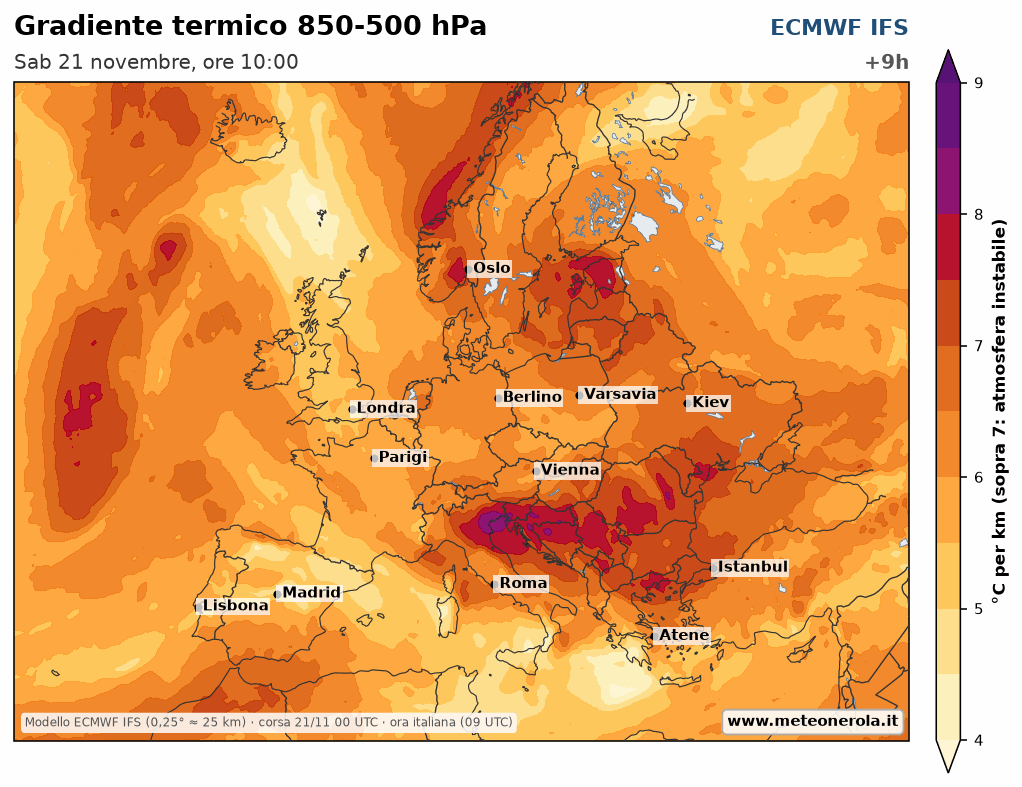 Gradiente termico 850-500 hPa
ECMWF IFS
Sab 21 novembre, ore 10:00
+9h
Oslo
Londra
Berlino
Varsavia
Kiev
Parigi
Vienna
Istanbul
Roma
Madrid
Lisbona
Atene
Modello ECMWF IFS (0,25° ≈ 25 km) · corsa 21/11 00 UTC · ora italiana (09 UTC)
www.meteonerola.it
9
8
7
6
5
4
°C per km (sopra 7: atmosfera instabile)